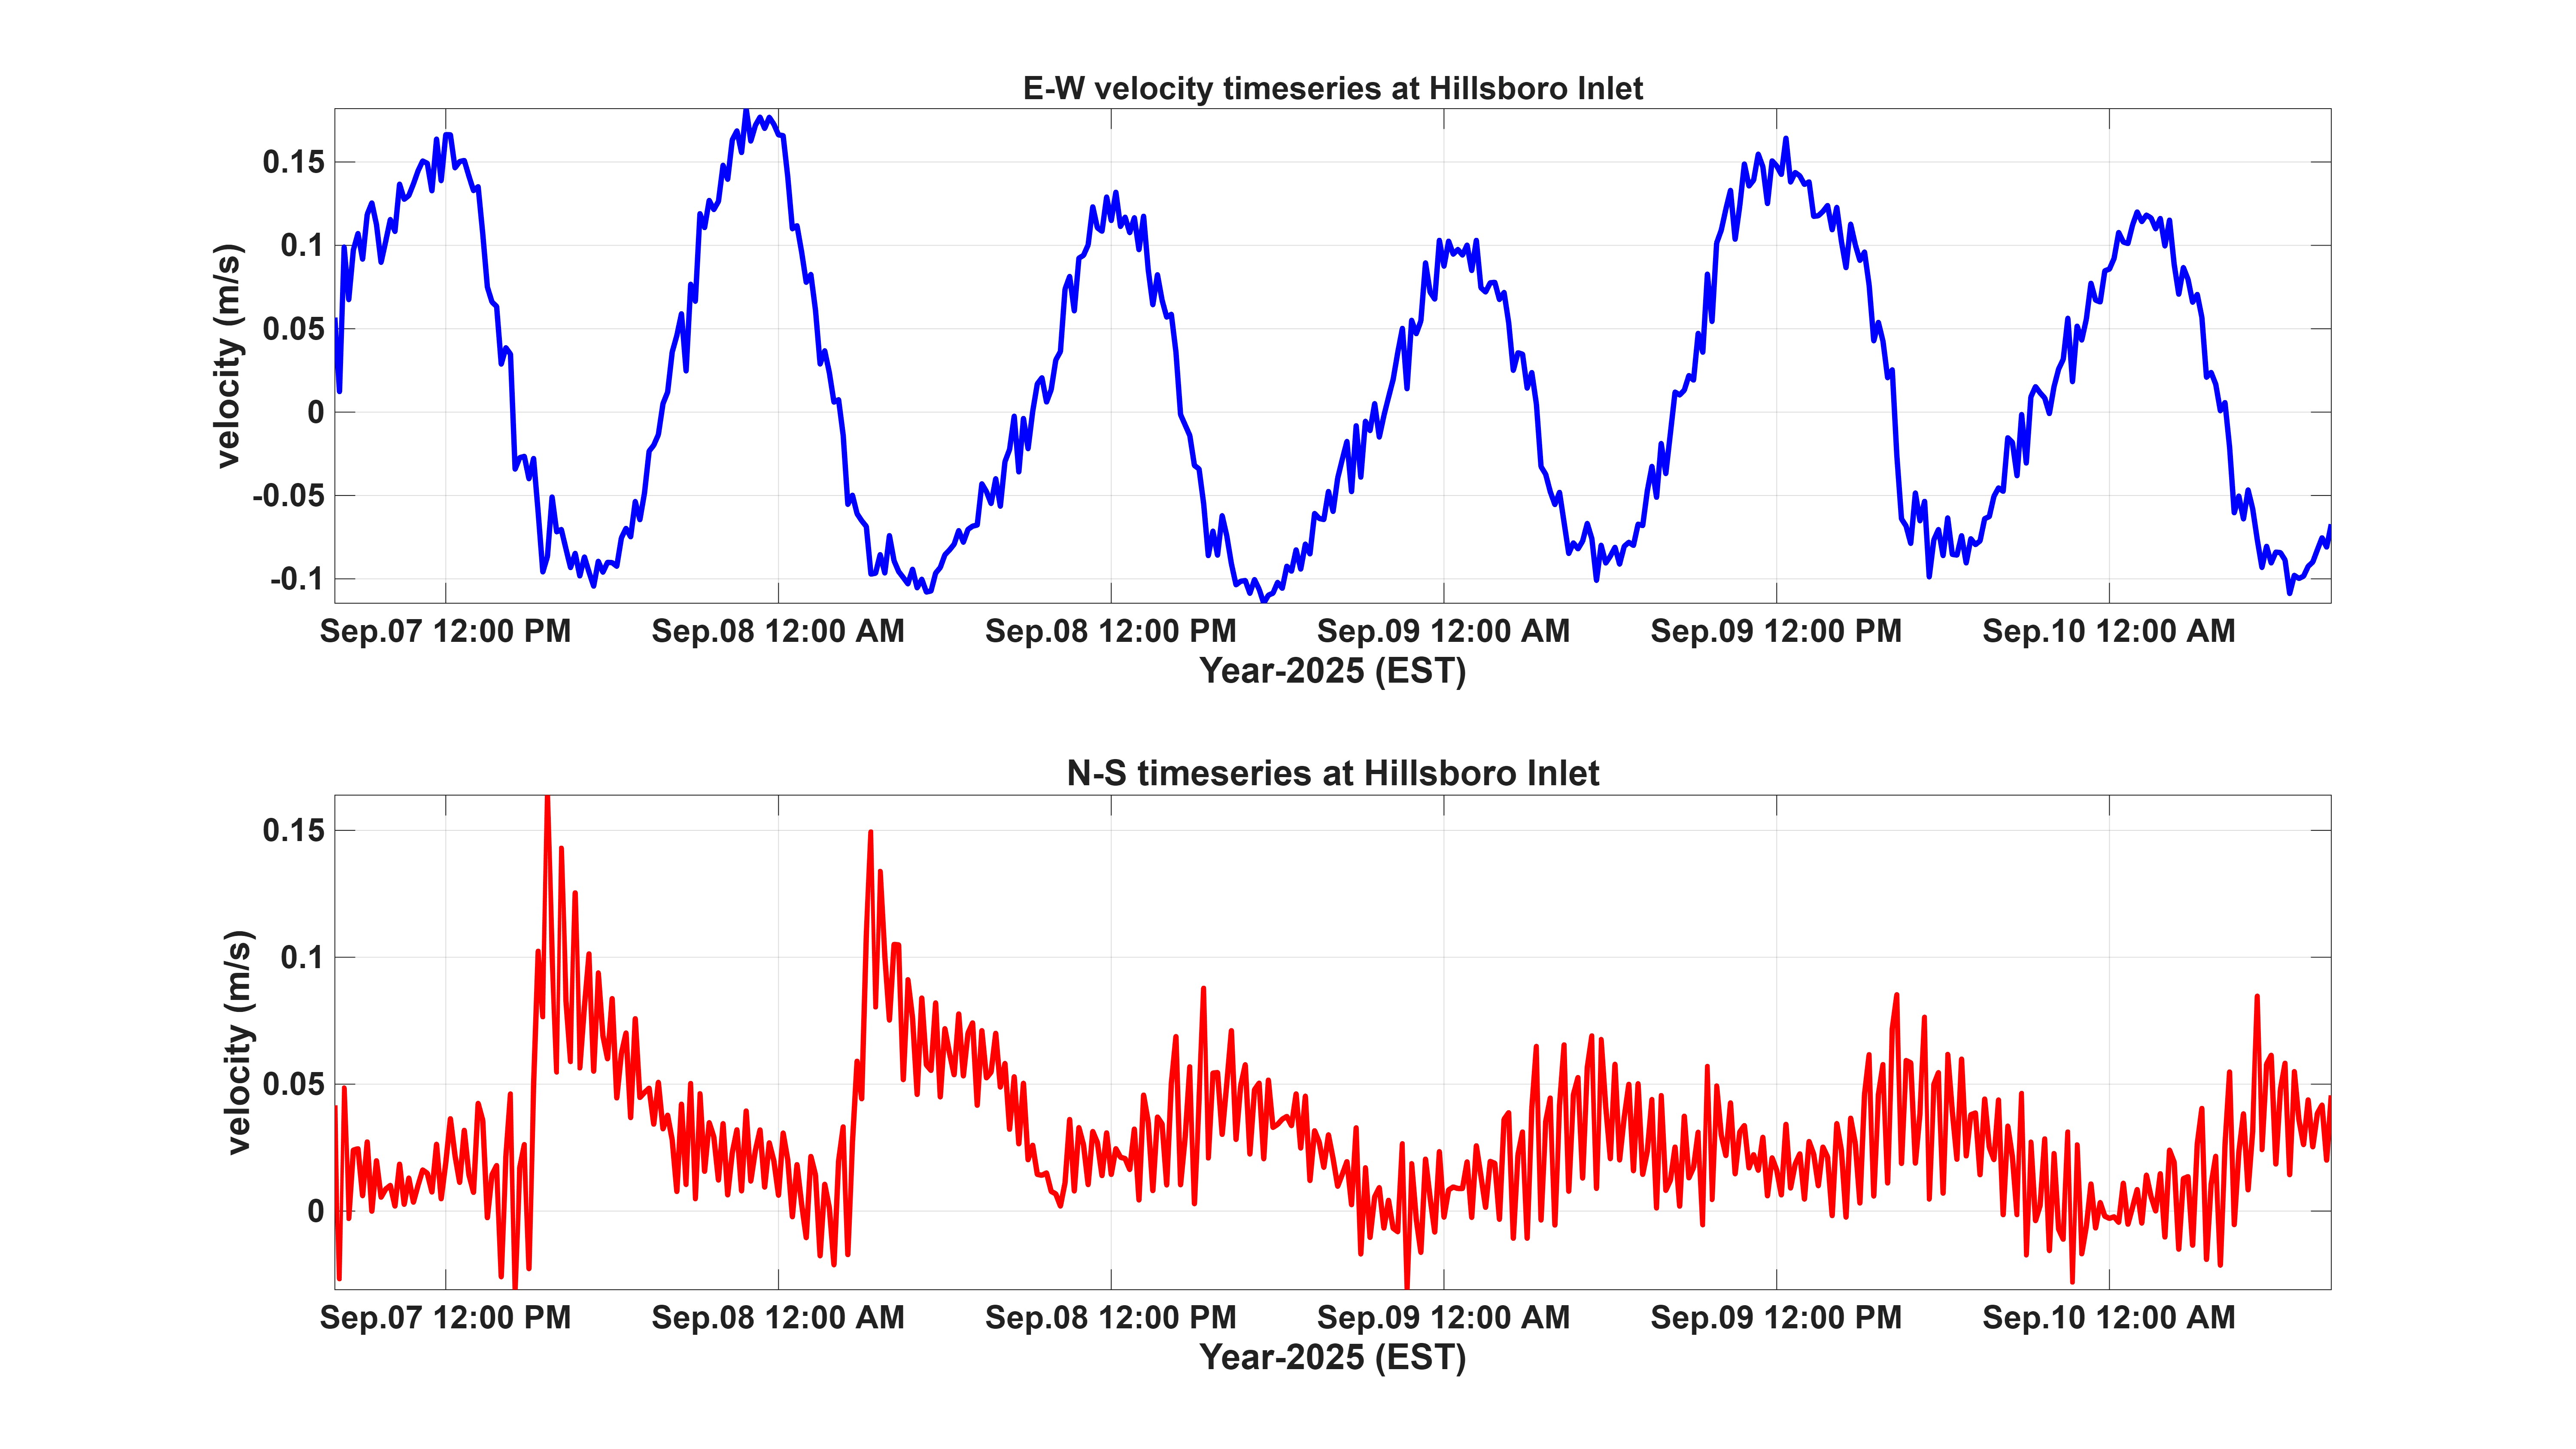 E-W velocity timeseries at Hillsboro Inlet
velocity (m/s)
0.15
0.1
0.05
0
-0.05
-0.1
Sep.07 12:00 PM Sep.08 12:00 AM Sep.08 12:00 PM Sep.09 12:00 AM Sep.09 12:00 PM Sep.10 12:00 AM
Year-2025 (EST)
N-S timeseries at Hillsboro Inlet
velocity (m/s)
0.15
0.1
0.05
0
Sep.07 12:00 PM Sep.08 12:00 AM Sep.08 12:00 PM Sep.09 12:00 AM Sep.09 12:00 PM Sep.10 12:00 AM
Year-2025 (EST)